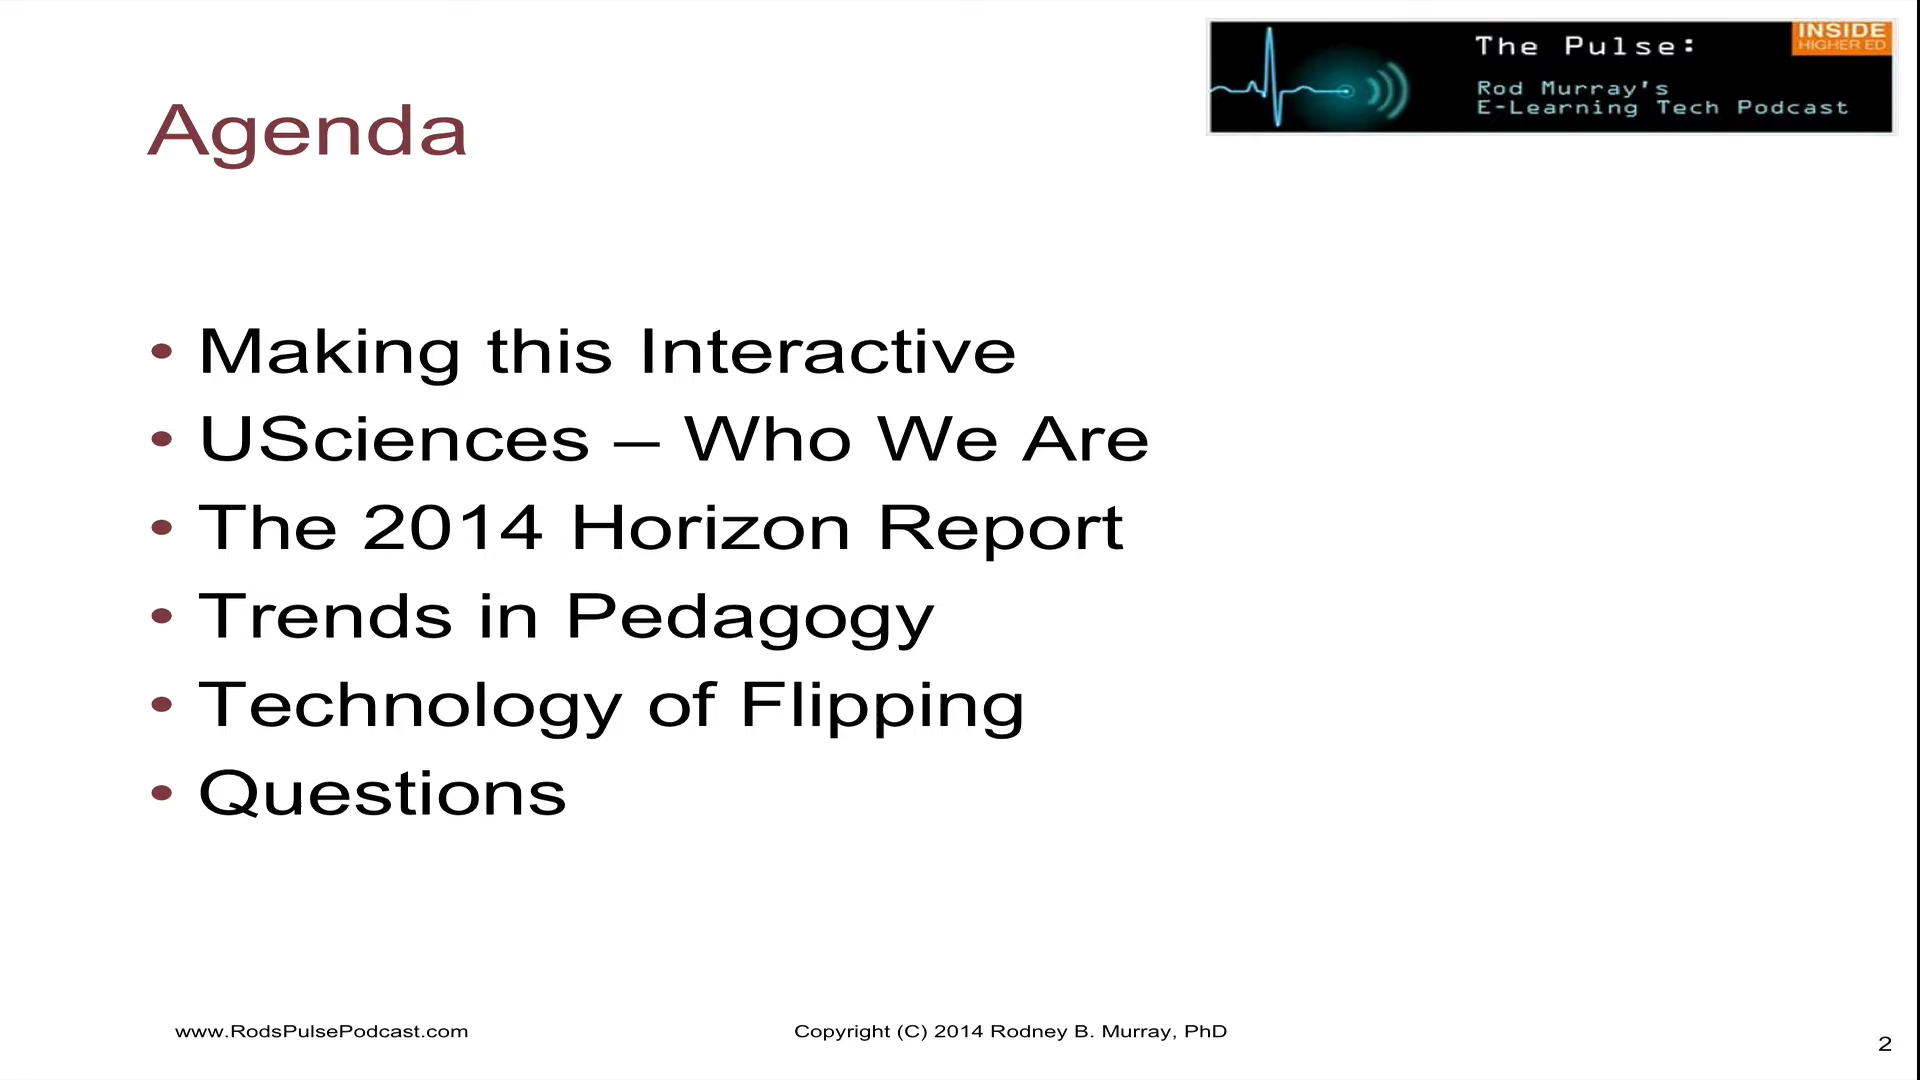 The Pulse:
INSIDE
HIGHER ED
Rod Murray's
E-Learning Tech Podcast
Agenda
• Making this Interactive
• USciences – Who We Are
• The 2014 Horizon Report
• Trends in Pedagogy
• Technology of Flipping
• Questions
www.RodsPulsePodcast.com
Copyright (C) 2014 Rodney B. Murray, PhD
2